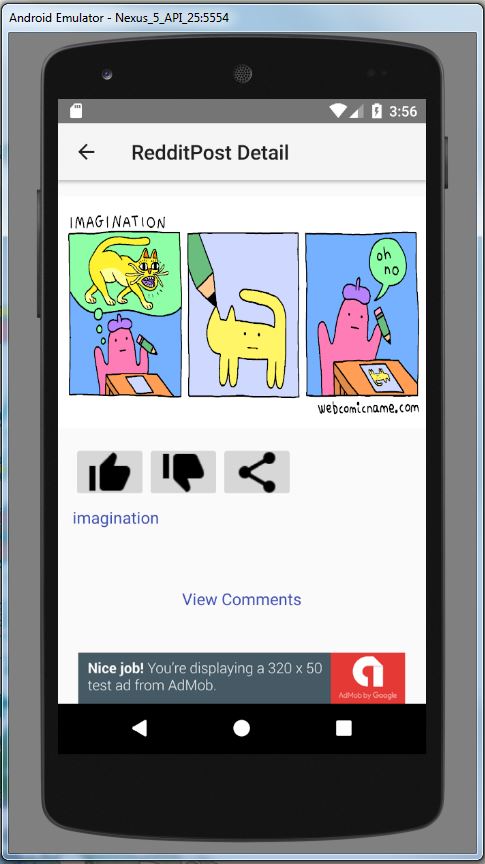 Android Emulator - Nexus_5_API_25:5554
3:56
RedditPost Detail
IMAGINATION
oh
no
webcomicname.com
imagination
View Comments
Nice job! You're displaying a 320 x 50
test ad from AdMob.
AdMob by Google